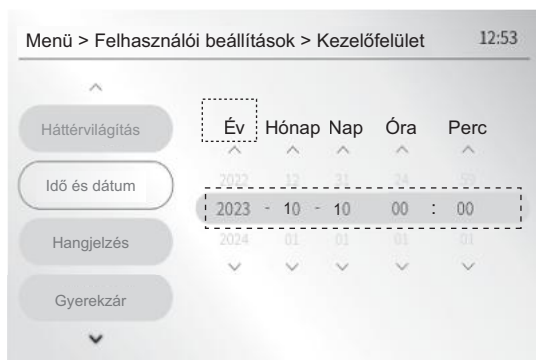 Menü > Felhasználói beállítások > Kezelőfelület 12:53
Háttérvilágítás
Idő és dátum
Hangjelzés
Gyerekzár
Év Hónap Nap Óra Perc
2022 12 31 24 59
2023 - 10 - 10 00 : 00
2024 01 01 01 01